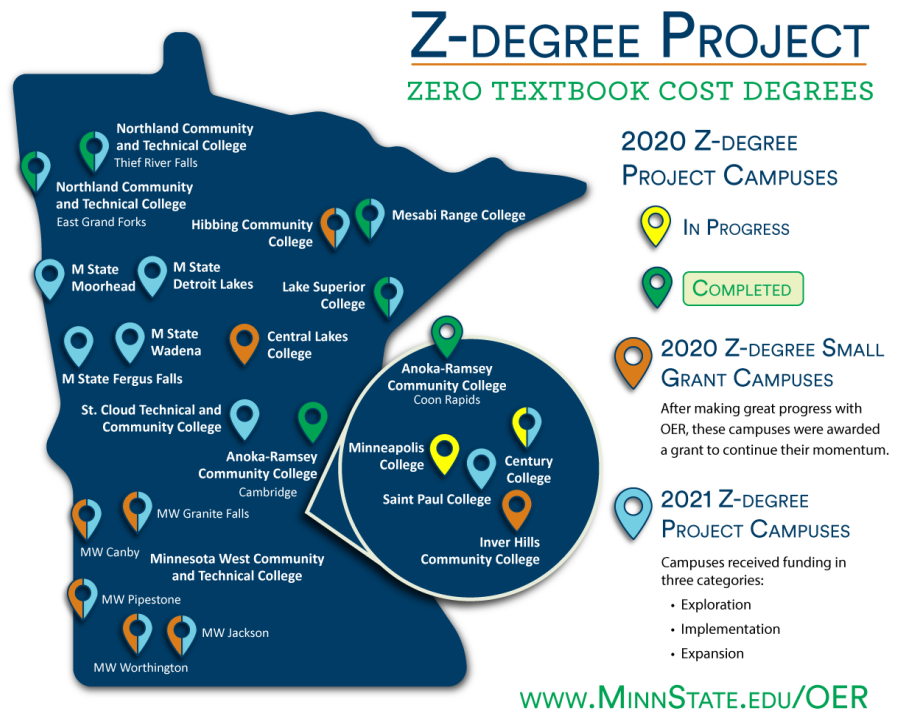 Z-DEGREE PROJECT
ZERO TEXTBOOK COST DEGREES
Northland Community
and Technical College
Thief River Falls
Northland Community
and Technical College
East Grand Forks
Hibbing Community
College
Mesabi Range College
M State
Moorhead
M State
Detroit Lakes
Lake Superior
College
M State
Wadena
Central Lakes
College
M State Fergus Falls
Anoka-Ramsey
Community College
Coon Rapids
St. Cloud Technical and
Community College
Anoka-Ramsey
Community College
Cambridge
Minneapolis
College
Century
College
Saint Paul College
Inver Hills
Community College
MW Granite Falls
MW Canby
Minnesota West Community
and Technical College
MW Pipestone
MW Jackson
MW Worthington
2020 Z-DEGREE
PROJECT CAMPUSES
IN PROGRESS
COMPLETED
2020 Z-DEGREE SMALL
GRANT CAMPUSES
After making great progress with
OER, these campuses were awarded
a grant to continue their momentum.
2021 Z-DEGREE
PROJECT CAMPUSES
Campuses received funding in
three categories:
• Exploration
• Implementation
• Expansion
WWW.MINNSTATE.EDU/OER